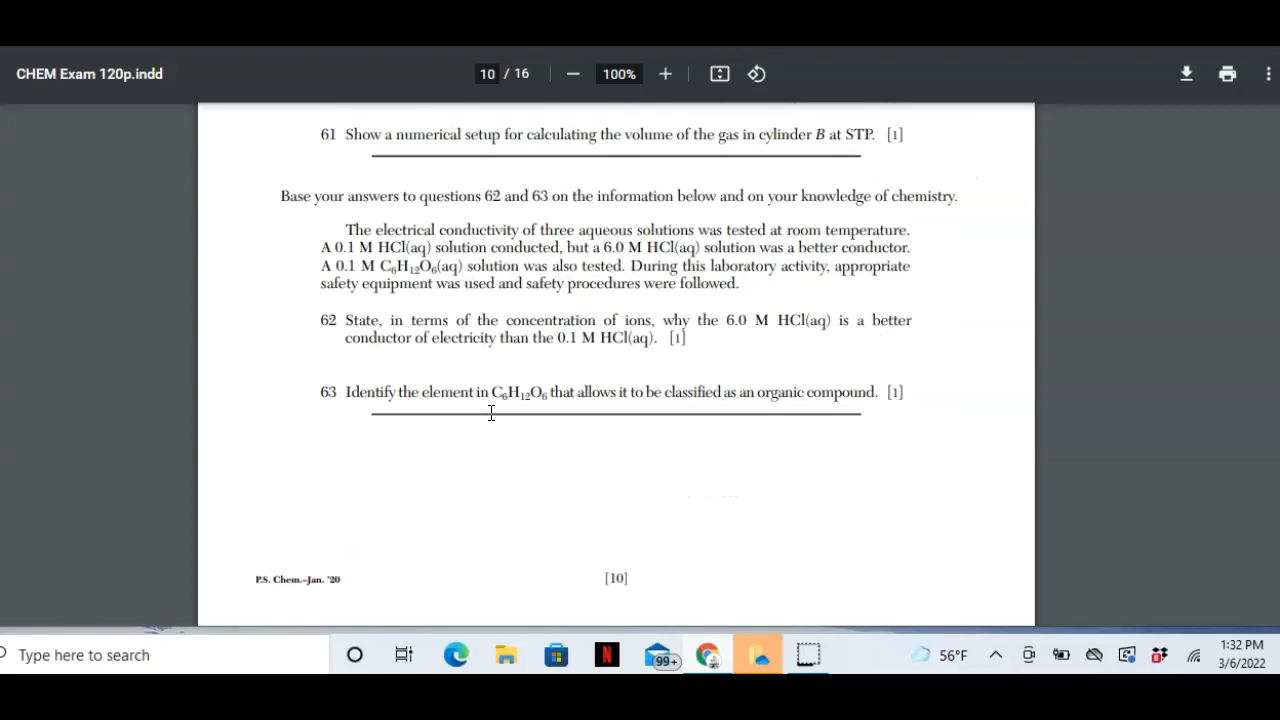 CHEM Exam 120p.indd
10 / 16
100%
61 Show a numerical setup for calculating the volume of the gas in cylinder B at STP. [1]
Base your answers to questions 62 and 63 on the information below and on your knowledge of chemistry.
The electrical conductivity of three aqueous solutions was tested at room temperature.
A 0.1 M HCl(aq) solution conducted, but a 6.0 M HCl(aq) solution was a better conductor.
A 0.1 M C₆H₁₂O₆(aq) solution was also tested. During this laboratory activity, appropriate
safety equipment was used and safety procedures were followed.
62 State, in terms of the concentration of ions, why the 6.0 M HCl(aq) is a better
conductor of electricity than the 0.1 M HCl(aq). [1]
63 Identify the element in C₆H₁₂O₆ that allows it to be classified as an organic compound. [1]
P.S. Chem.–Jan. '20
[10]
Type here to search
99+
56°F
1:32 PM
3/6/2022